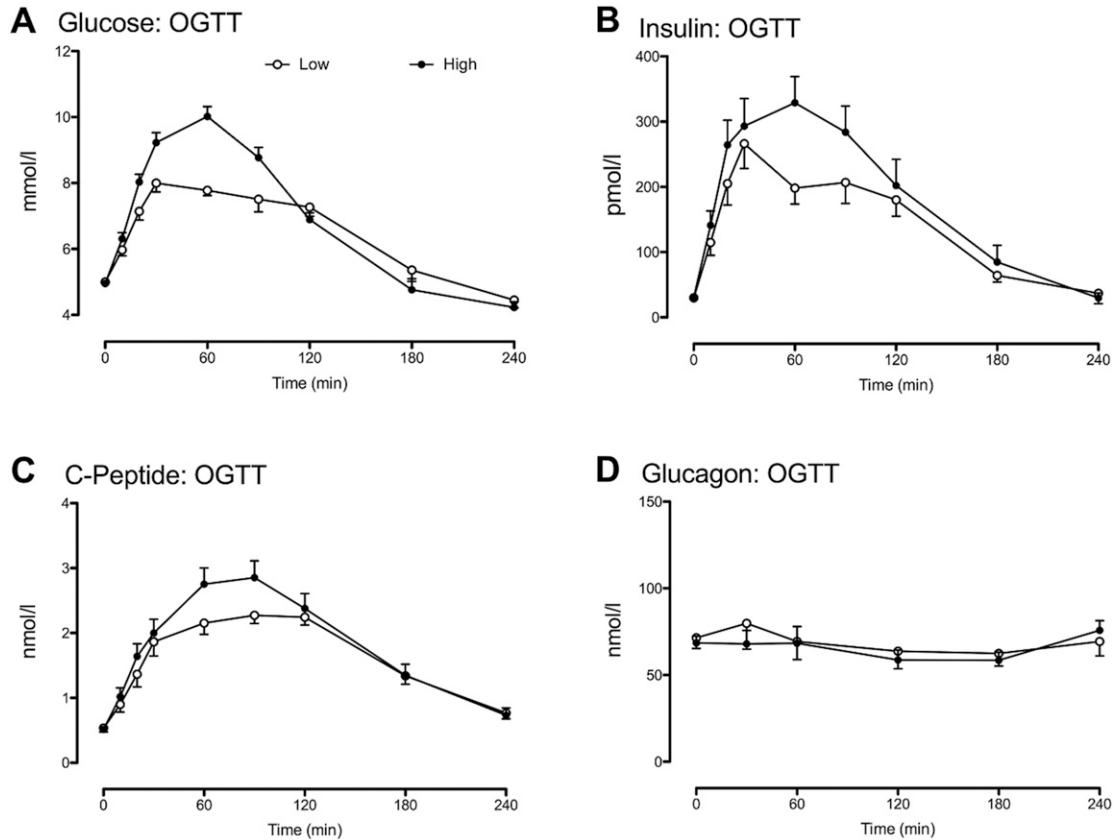 A Glucose: OGTT
12
10
8
6
4
mmol/l
Low
High
0 60 120 180 240
Time (min)
B Insulin: OGTT
400
300
200
100
0
pmol/l
0 60 120 180 240
Time (min)
C C-Peptide: OGTT
4
3
2
1
0
nmol/l
0 60 120 180 240
Time (min)
D Glucagon: OGTT
150
100
50
0
nmol/l
0 60 120 180 240
Time (min)